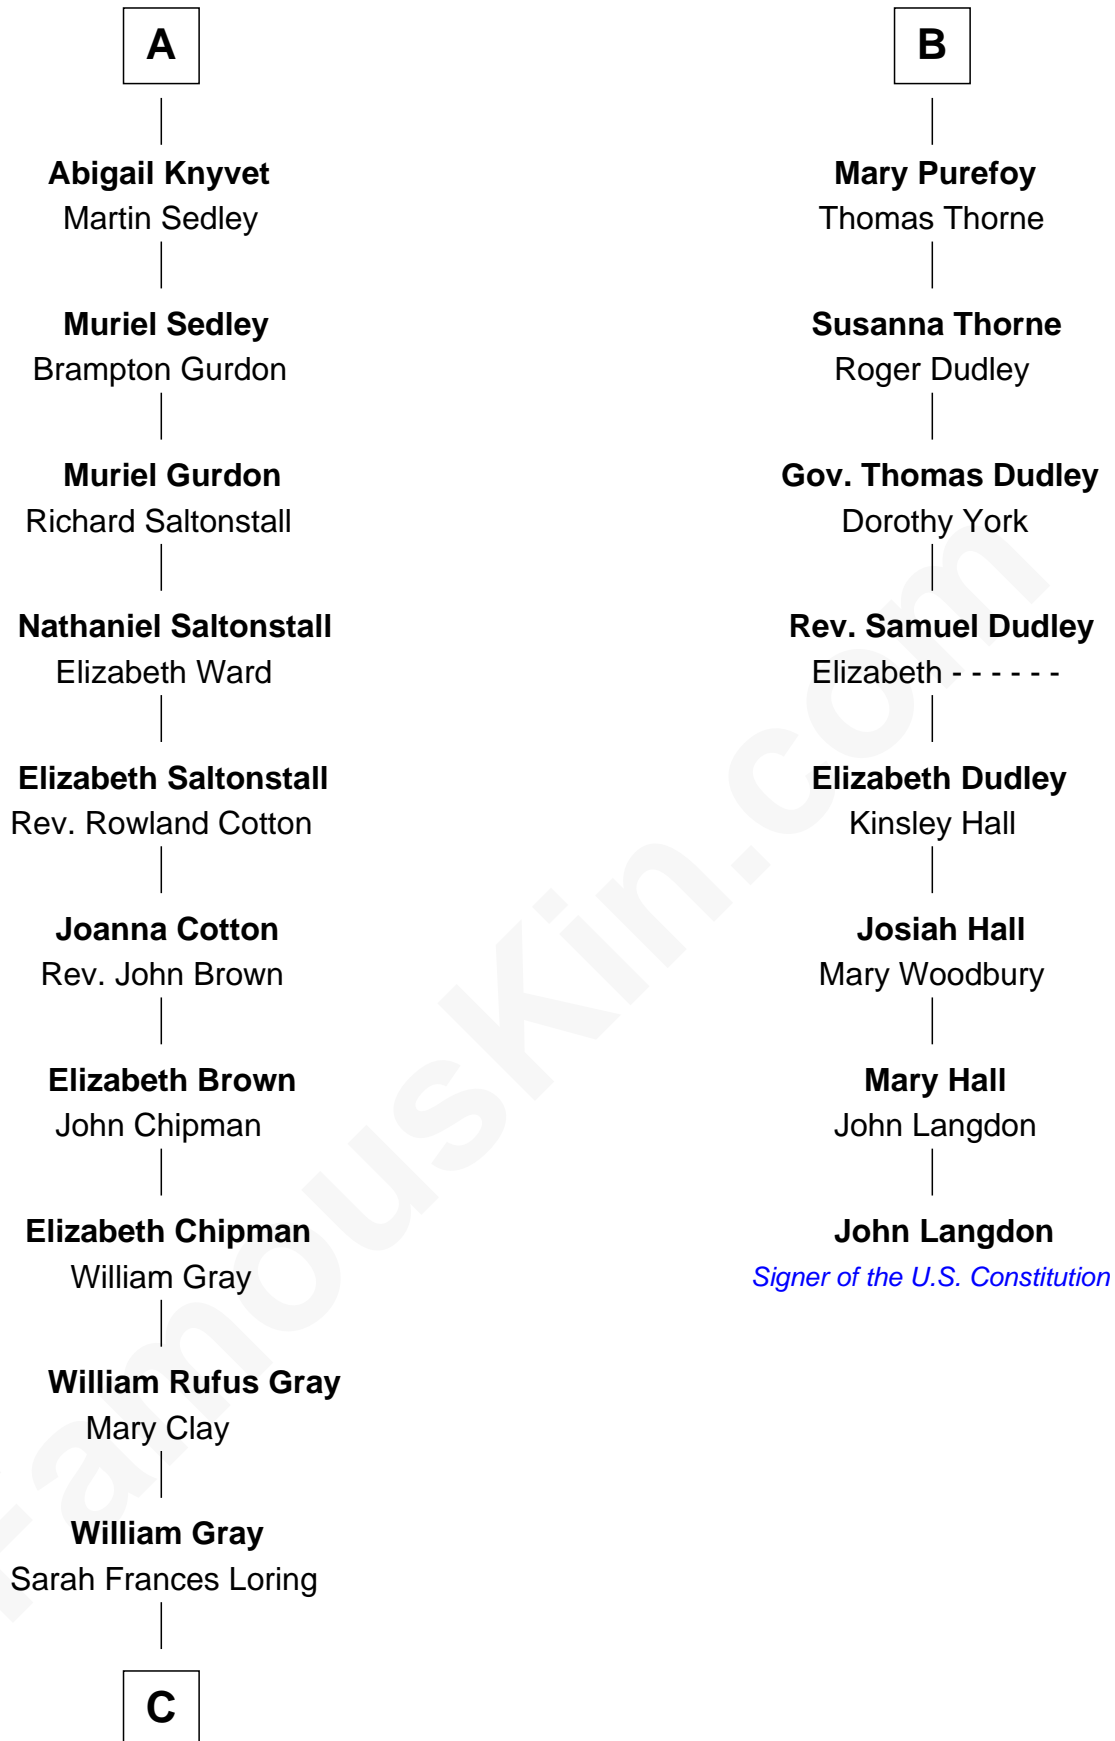 A
Abigail Knyvet
Martin Sedley
Muriel Sedley
Brampton Gurdon
Muriel Gurdon
Richard Saltonstall
Nathaniel Saltonstall
Elizabeth Ward
Elizabeth Saltonstall
Rev. Rowland Cotton
Joanna Cotton
Rev. John Brown
Elizabeth Brown
John Chipman
Elizabeth Chipman
William Gray
William Rufus Gray
Mary Clay
William Gray
Sarah Frances Loring
C
B
Mary Purefoy
Thomas Thorne
Susanna Thorne
Roger Dudley
Gov. Thomas Dudley
Dorothy York
Rev. Samuel Dudley
Elizabeth - - - - - -
Elizabeth Dudley
Kinsley Hall
Josiah Hall
Mary Woodbury
Mary Hall
John Langdon
John Langdon
Signer of the U.S. Constitution
FamousKin.com